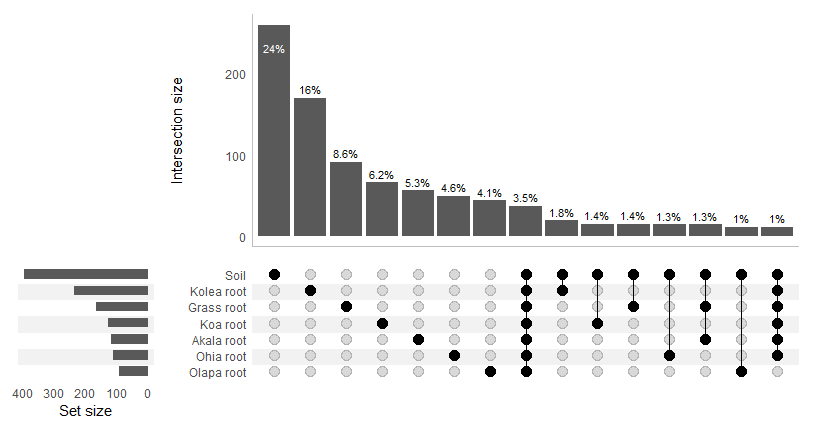 24%
16%
8.6%
6.2%
5.3%
4.6%
4.1%
3.5%
1.8%
1.4%
1.4%
1.3%
1.3%
1%
1%
200
100
0
Intersection size
Soil
Kolea root
Grass root
Koa root
Akala root
Ohia root
Olapa root
400 300 200 100 0
Set size